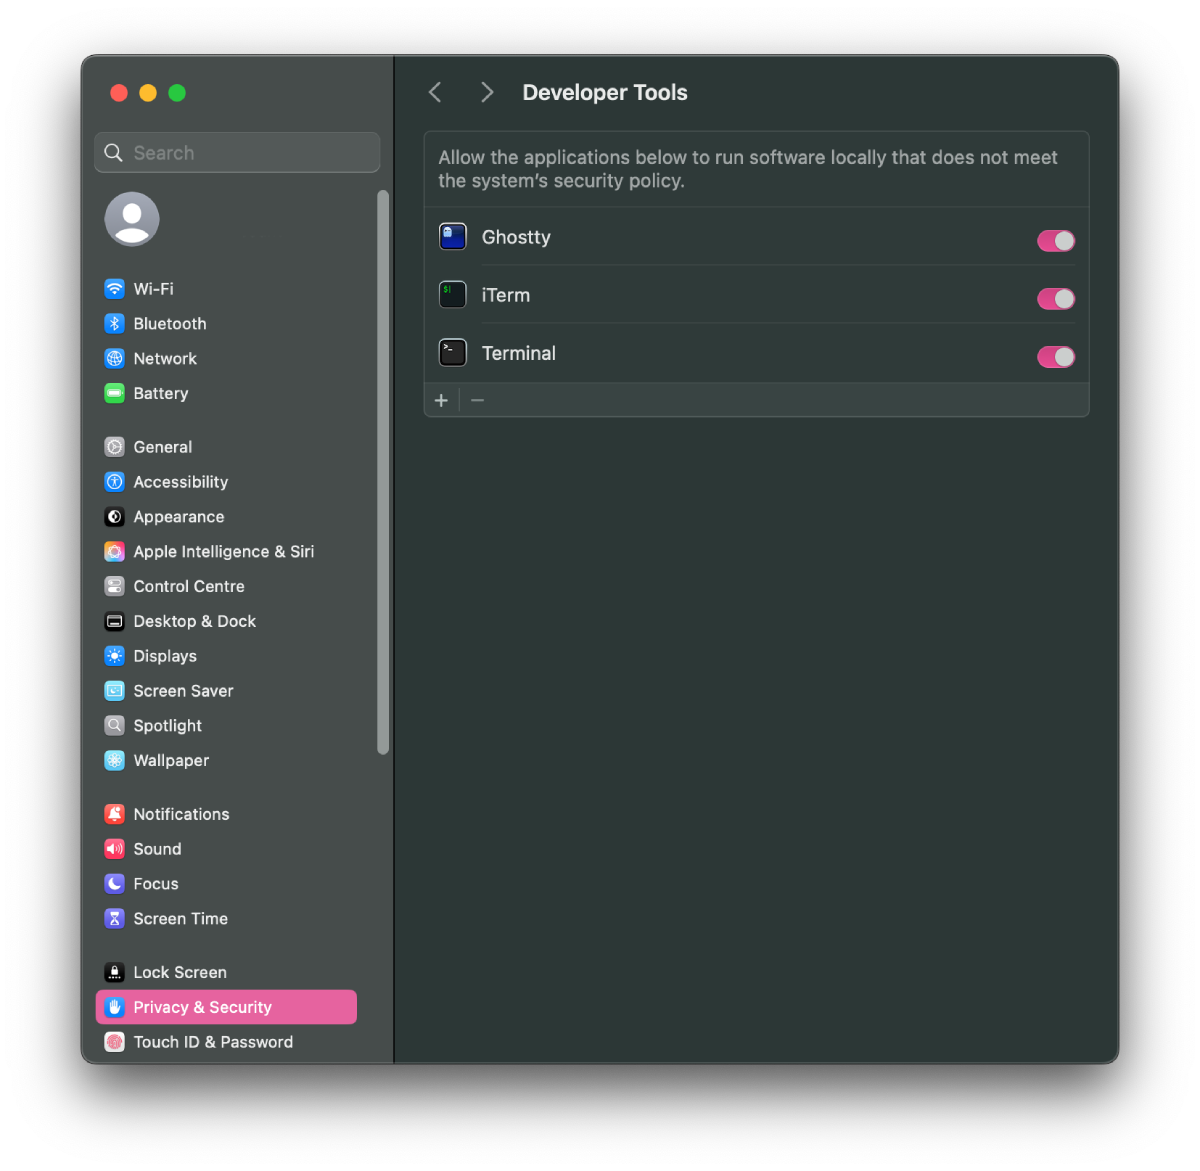 Developer Tools
Search
Wi-Fi
Bluetooth
Network
Battery
General
Accessibility
Appearance
Apple Intelligence & Siri
Control Centre
Desktop & Dock
Displays
Screen Saver
Spotlight
Wallpaper
Notifications
Sound
Focus
Screen Time
Lock Screen
Privacy & Security
Touch ID & Password
Allow the applications below to run software locally that does not meet
the system's security policy.
Ghostty
iTerm
Terminal